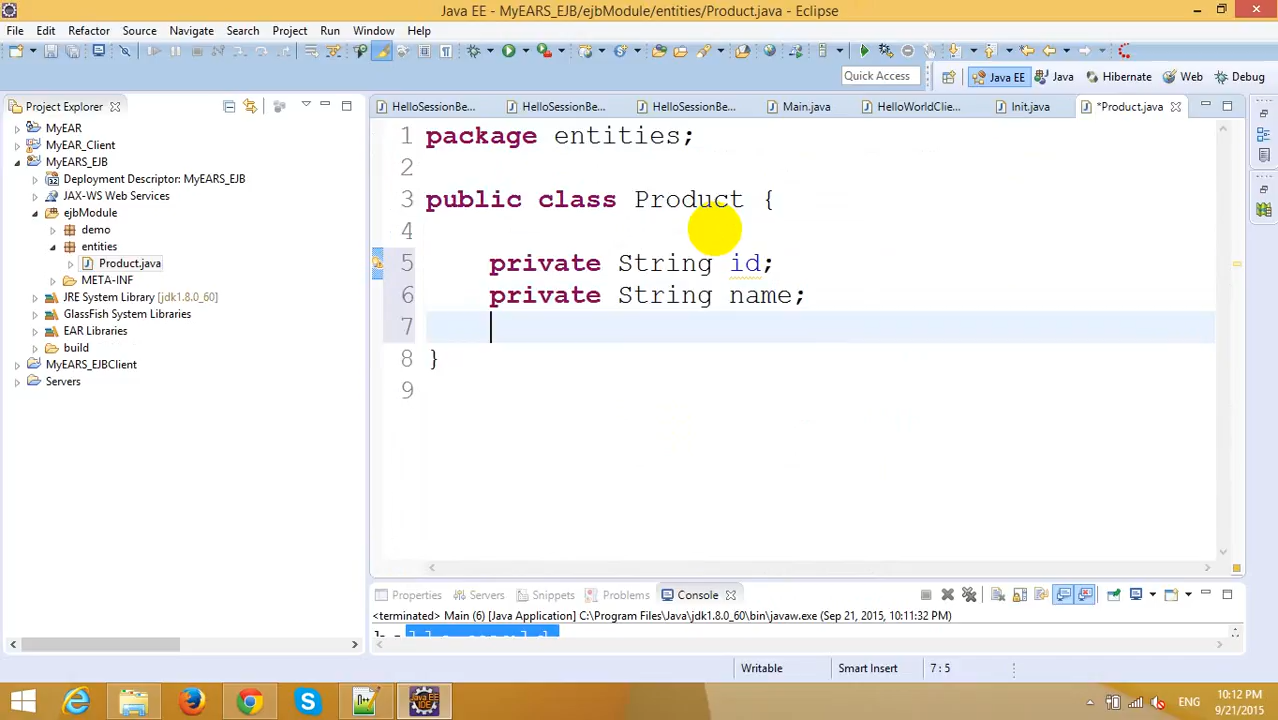 Java EE - MyEARS_EJB/ejbModule/entities/Product.java - Eclipse
File Edit Refactor Source Navigate Search Project Run Window Help
Quick Access
Java EE Java Hibernate Web Debug
Project Explorer
HelloSessionBe... HelloSessionBe... HelloSessionBe... Main.java HelloWorldClie... Init.java *Product.java
MyEAR
MyEAR_Client
MyEARS_EJB
Deployment Descriptor: MyEARS_EJB
JAX-WS Web Services
ejbModule
demo
entities
Product.java
META-INF
JRE System Library [jdk1.8.0_60]
GlassFish System Libraries
EAR Libraries
build
MyEARS_EJBClient
Servers
1 package entities;
2
3 public class Product {
4
5 private String id;
6 private String name;
7
8 }
9
Properties Servers Snippets Problems Console
<terminated> Main (6) [Java Application] C:\Program Files\Java\jdk1.8.0_60\bin\javaw.exe (Sep 21, 2015, 10:11:32 PM)
Writable Smart Insert 7 : 5
Java EE
IDE
ENG
10:12 PM
9/21/2015